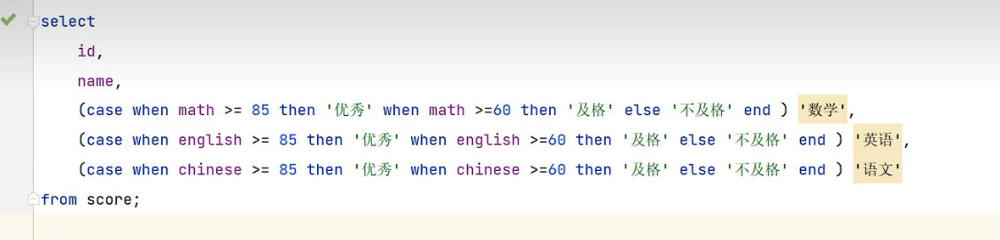 select
id,
name,
(case when math >= 85 then '优秀' when math >=60 then '及格' else '不及格' end ) '数学',
(case when english >= 85 then '优秀' when english >=60 then '及格' else '不及格' end ) '英语',
(case when chinese >= 85 then '优秀' when chinese >=60 then '及格' else '不及格' end ) '语文'
from score;